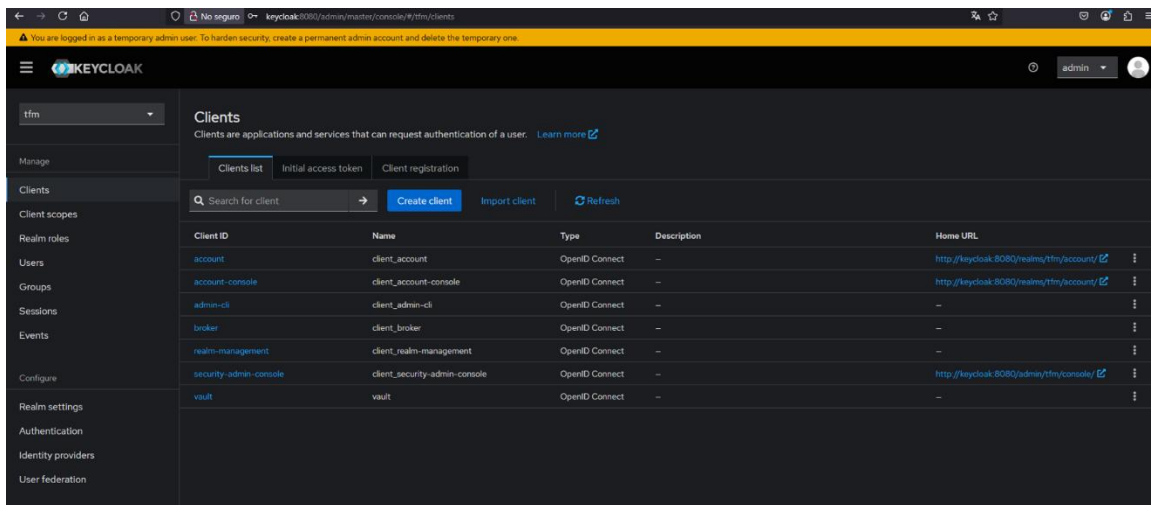 No seguro keycloak:8080/admin/master/console/#/tfm/clients
You are logged in as a temporary admin user. To harden security, create a permanent admin account and delete the temporary one.
KEYCLOAK
admin
tfm
Manage
Clients
Client scopes
Realm roles
Users
Groups
Sessions
Events
Configure
Realm settings
Authentication
Identity providers
User federation
Clients
Clients are applications and services that can request authentication of a user. Learn more
Clients list Initial access token Client registration
Search for client Create client Import client Refresh
Client ID Name Type Description Home URL
account client_account OpenID Connect – http://keycloak:8080/realms/tfm/account/
account-console client_account-console OpenID Connect – http://keycloak:8080/realms/tfm/account/
admin-cli client_admin-cli OpenID Connect – –
broker client_broker OpenID Connect – –
realm-management client_realm-management OpenID Connect – –
security-admin-console client_security-admin-console OpenID Connect – http://keycloak:8080/admin/tfm/console/
vault vault OpenID Connect – –